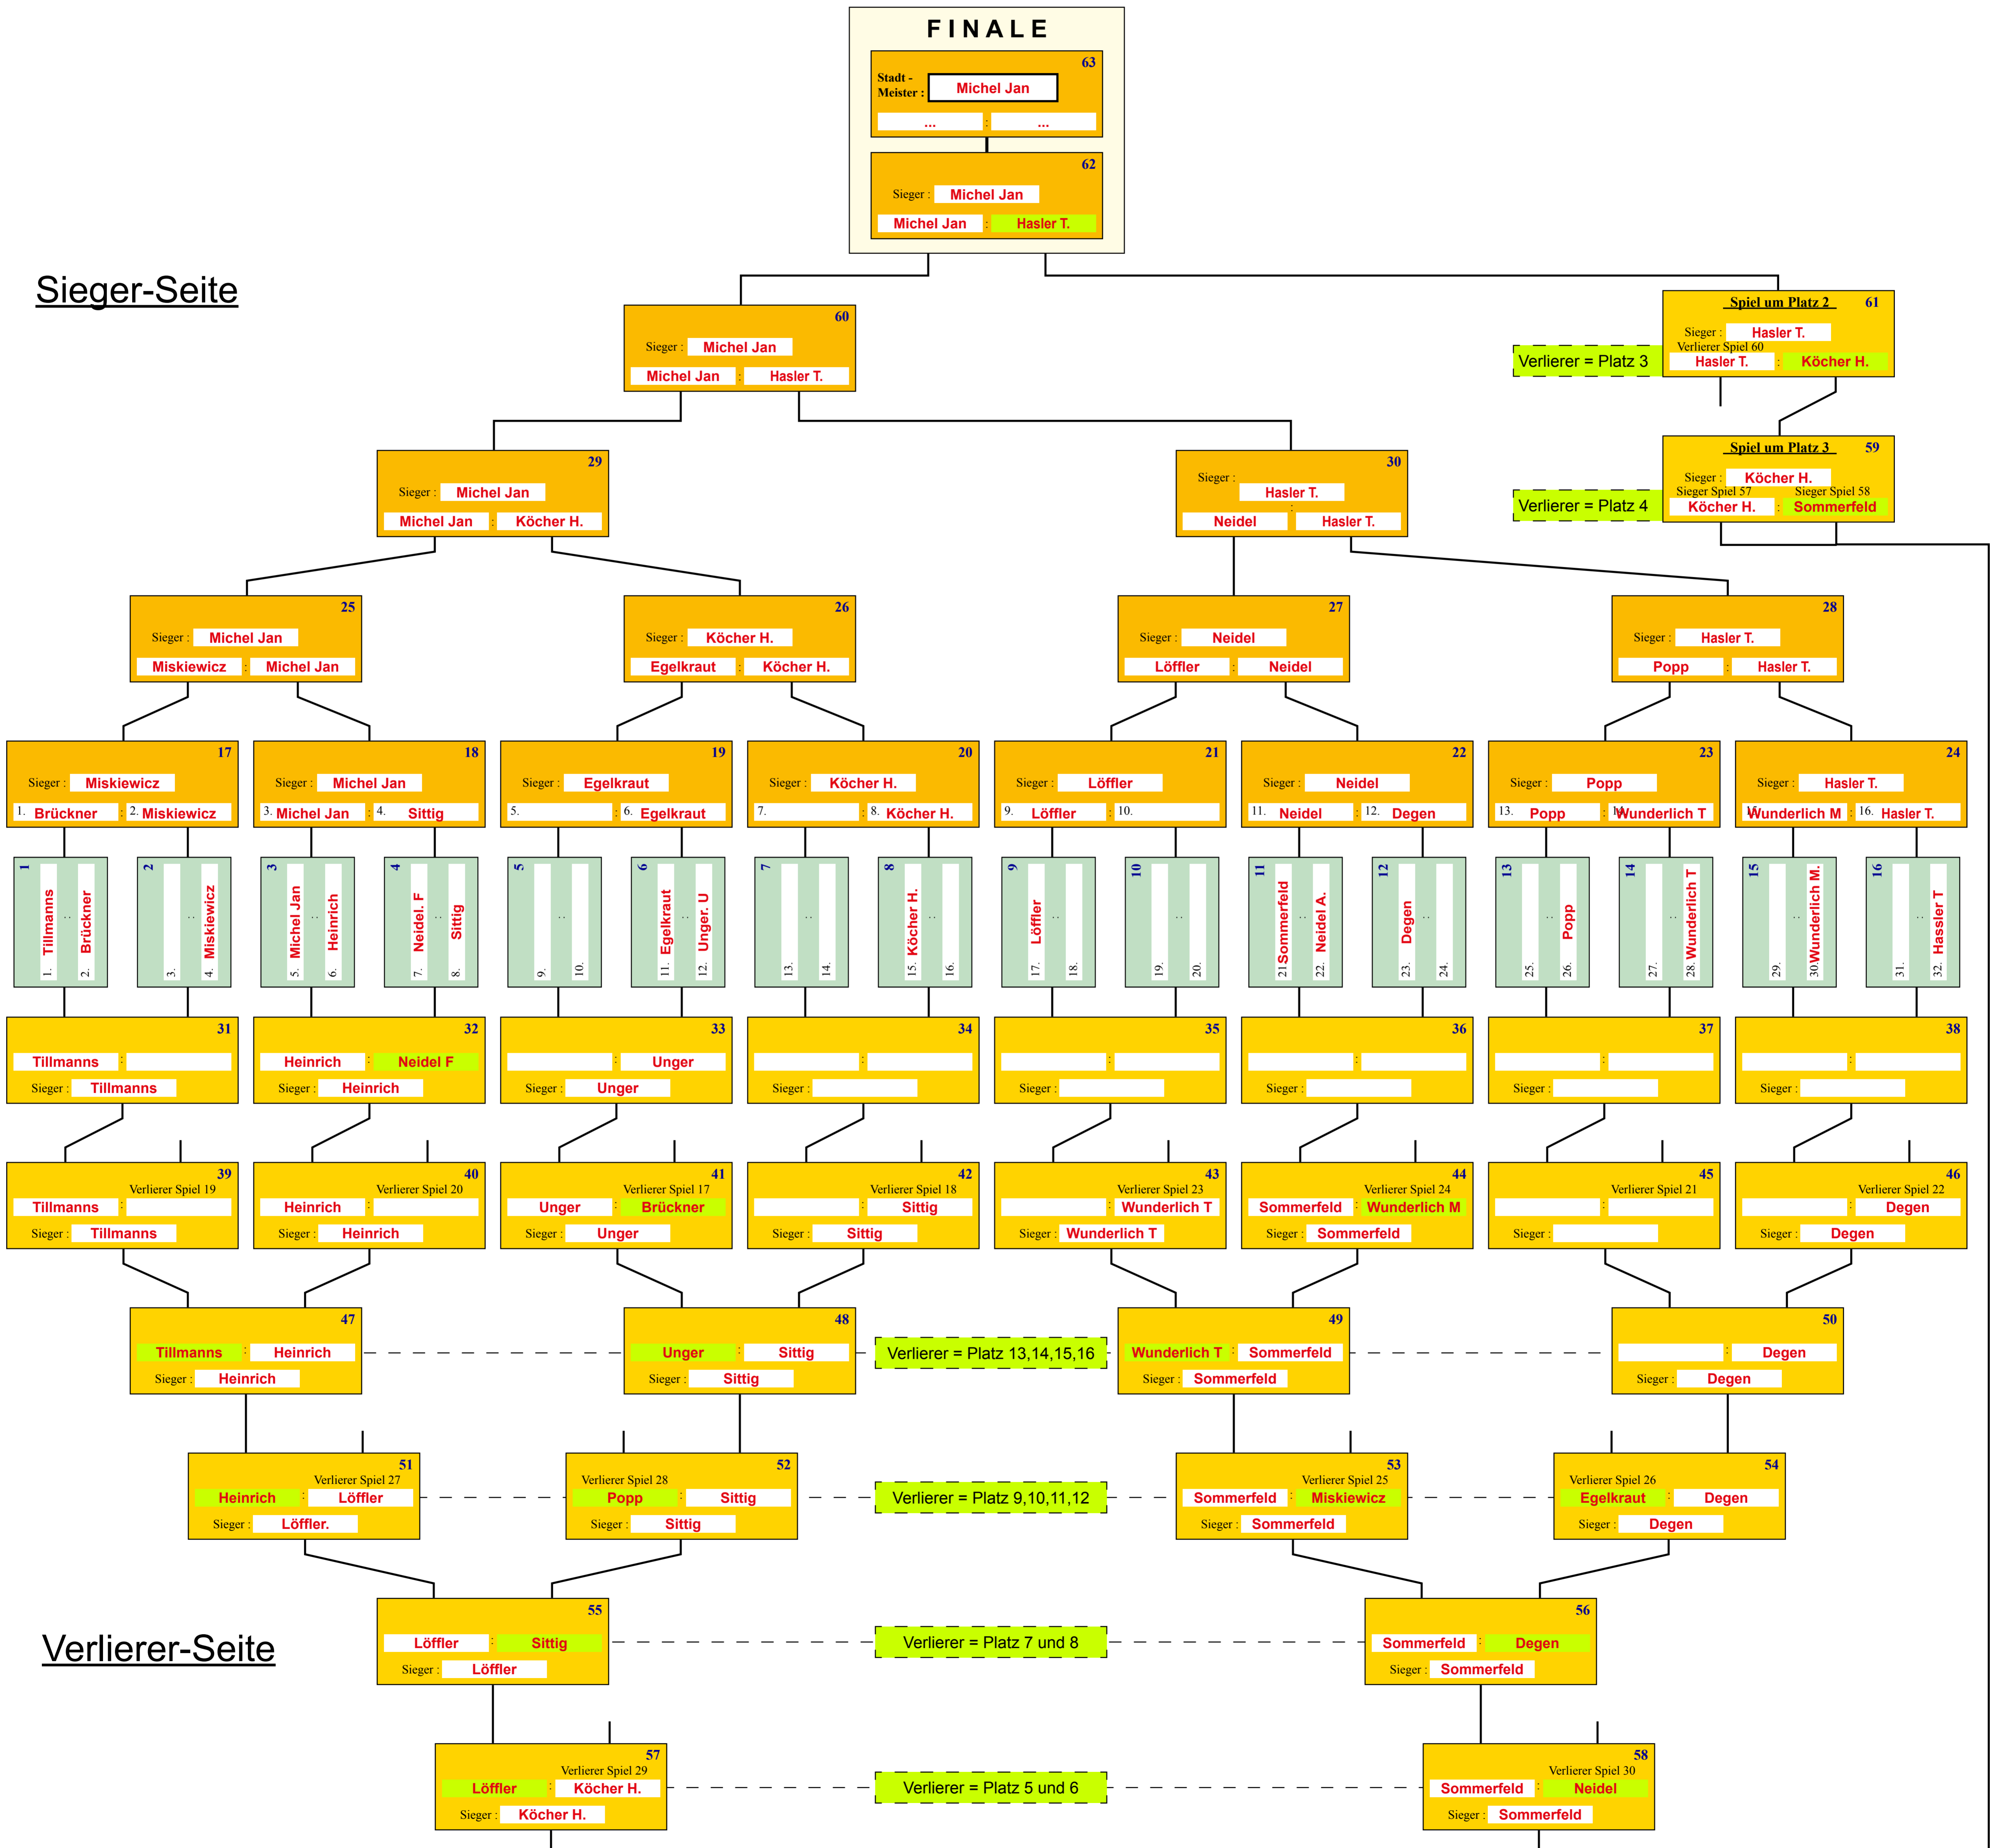 F I N A L E
63
Stadt -
Meister : Michel Jan
... : ...
62
Sieger : Michel Jan
Michel Jan : Hasler T.
Sieger-Seite
60
Sieger : Michel Jan
Michel Jan : Hasler T.
Spiel um Platz 2 61
Sieger : Hasler T.
Verlierer Spiel 60
Verlierer = Platz 3
Hasler T. : Köcher H.
29
Sieger : Michel Jan
Michel Jan : Köcher H.
30
Sieger :
Hasler T.
:
Neidel Hasler T.
Spiel um Platz 3 59
Sieger : Köcher H.
Sieger Spiel 57 Sieger Spiel 58
Verlierer = Platz 4
Köcher H. : Sommerfeld
25
Sieger : Michel Jan
Miskiewicz : Michel Jan
26
Sieger : Köcher H.
Egelkraut : Köcher H.
27
Sieger : Neidel
Löffler : Neidel
28
Sieger : Hasler T.
Popp : Hasler T.
17
Sieger : Miskiewicz
1. Brückner : 2. Miskiewicz
18
Sieger : Michel Jan
3. Michel Jan : 4. Sittig
19
Sieger : Egelkraut
5. : 6. Egelkraut
20
Sieger : Köcher H.
7. : 8. Köcher H.
21
Sieger : Löffler
9. Löffler : 10.
22
Sieger : Neidel
11. Neidel : 12. Degen
23
Sieger : Popp
13. Popp : 14. Wunderlich T
24
Sieger : Hasler T.
15. Wunderlich M : 16. Hasler T.
1
1. Tillmanns
:
2. Brückner
2
3.
:
4. Miskiewicz
3
5. Michel Jan
:
6. Heinrich
4
7. Neidel. F
:
8. Sittig
5
9.
:
10.
6
11. Egelkraut
:
12. Unger. U
7
13.
:
14.
8
15. Köcher H.
:
16.
9
17. Löffler
:
18.
10
19.
:
20.
11
21 Sommerfeld
:
22. Neidel A.
12
23. Degen
:
24.
13
25.
:
26. Popp
14
27.
:
28. Wunderlich T
15
29.
:
30. Wunderlich M.
16
31.
:
32. Hassler T
31
Tillmanns :
Sieger : Tillmanns
32
Heinrich : Neidel F
Sieger : Heinrich
33
: Unger
Sieger : Unger
34
:
Sieger :
35
:
Sieger :
36
:
Sieger :
37
:
Sieger :
38
:
Sieger :
39
Verlierer Spiel 19
Tillmanns :
Sieger : Tillmanns
40
Verlierer Spiel 20
Heinrich :
Sieger : Heinrich
41
Verlierer Spiel 17
Unger : Brückner
Sieger : Unger
42
Verlierer Spiel 18
: Sittig
Sieger : Sittig
43
Verlierer Spiel 23
: Wunderlich T
Sieger : Wunderlich T
44
Verlierer Spiel 24
Sommerfeld : Wunderlich M
Sieger : Sommerfeld
45
Verlierer Spiel 21
:
Sieger :
46
Verlierer Spiel 22
: Degen
Sieger : Degen
47
Tillmanns : Heinrich
Sieger : Heinrich
48
Unger : Sittig
Sieger : Sittig
Verlierer = Platz 13,14,15,16
49
Wunderlich T : Sommerfeld
Sieger : Sommerfeld
50
: Degen
Sieger : Degen
51
Verlierer Spiel 27
Heinrich : Löffler
Sieger : Löffler.
52
Verlierer Spiel 28
Popp : Sittig
Sieger : Sittig
Verlierer = Platz 9,10,11,12
53
Verlierer Spiel 25
Sommerfeld : Miskiewicz
Sieger : Sommerfeld
54
Verlierer Spiel 26
Egelkraut : Degen
Sieger : Degen
Verlierer-Seite
55
Löffler : Sittig
Sieger : Löffler
Verlierer = Platz 7 und 8
56
Sommerfeld : Degen
Sieger : Sommerfeld
57
Verlierer Spiel 29
Löffler : Köcher H.
Sieger : Köcher H.
Verlierer = Platz 5 und 6
58
Verlierer Spiel 30
Sommerfeld : Neidel
Sieger : Sommerfeld